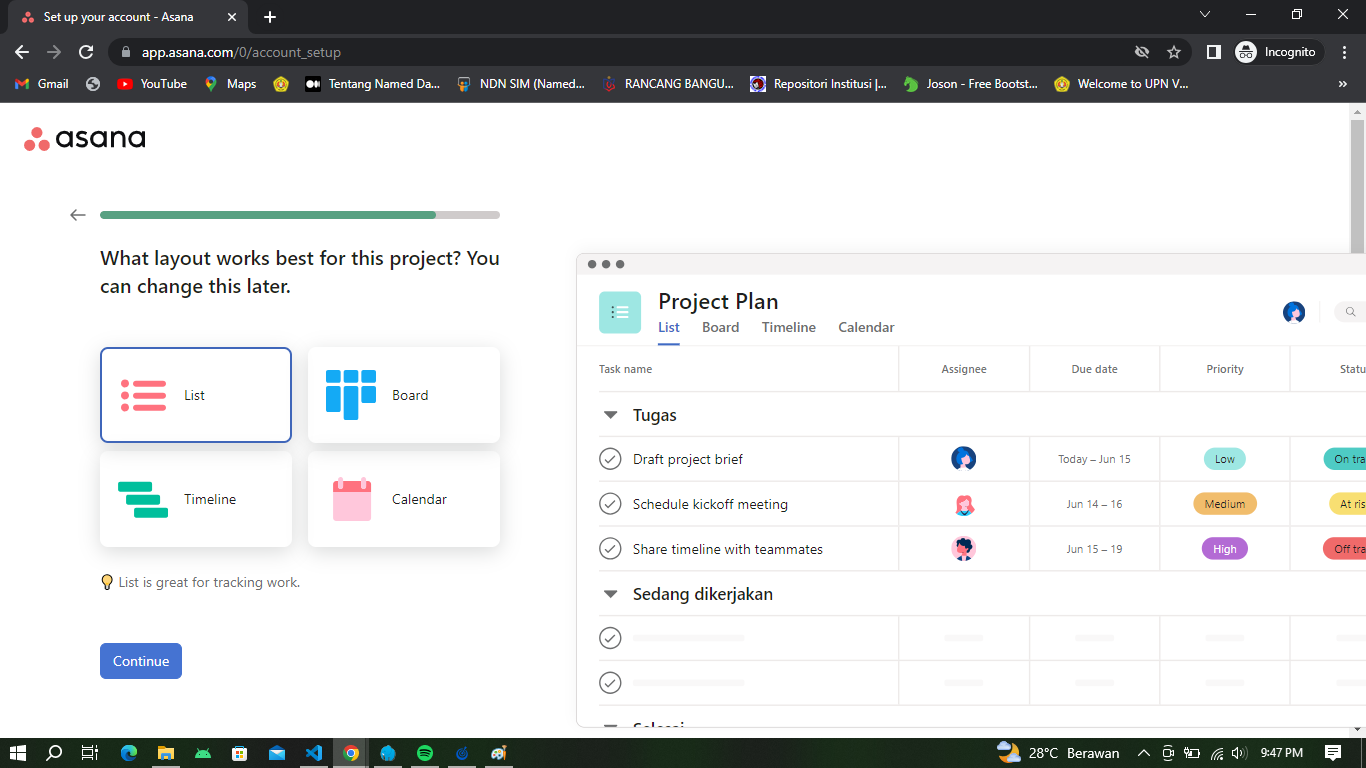 Set up your account - Asana
app.asana.com/0/account_setup
Incognito
Gmail
YouTube
Maps
Tentang Named Da...
NDN SIM (Named...
RANCANG BANGU...
Repositori Institusi |...
Joson - Free Bootst...
Welcome to UPN V...
»
asana
What layout works best for this project? You
can change this later.
List
Board
Timeline
Calendar
List is great for tracking work.
Continue
Project Plan
List Board Timeline Calendar
Task name Assignee Due date Priority Statu
Tugas
Draft project brief Today – Jun 15 Low On tra
Schedule kickoff meeting Jun 14 – 16 Medium At ris
Share timeline with teammates Jun 15 – 19 High Off tra
Sedang dikerjakan
Selesai
28°C Berawan
9:47 PM